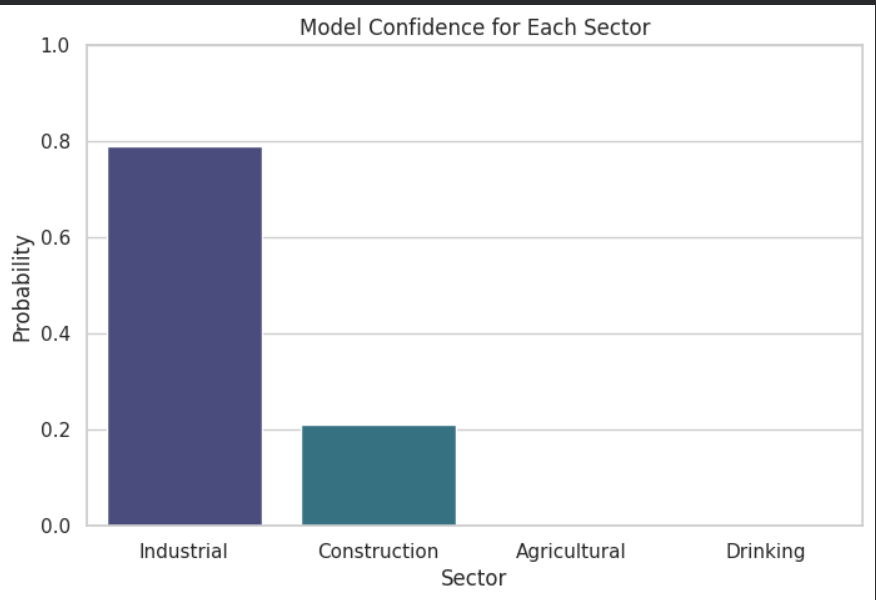 Model Confidence for Each Sector
1.0
0.8
0.6
0.4
0.2
0.0
Probability
Industrial Construction Agricultural Drinking
Sector